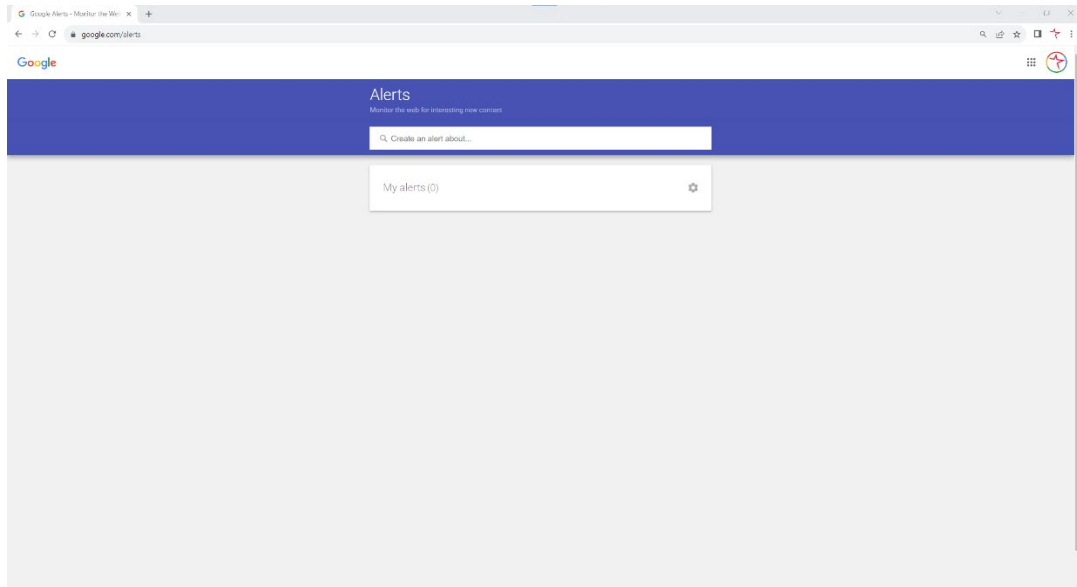 Google Alerts - Monitor the We
google.com/alerts
Google
Alerts
Monitor the web for interesting new content
Create an alert about...
My alerts (0)